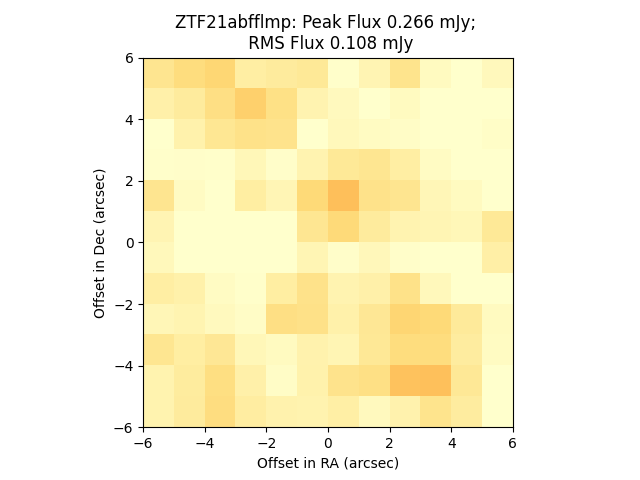 ZTF21abfflmp: Peak Flux 0.266 mJy;
RMS Flux 0.108 mJy
6
4
2
0
−2
−4
−6
Offset in Dec (arcsec)
−6 −4 −2 0 2 4 6
Offset in RA (arcsec)